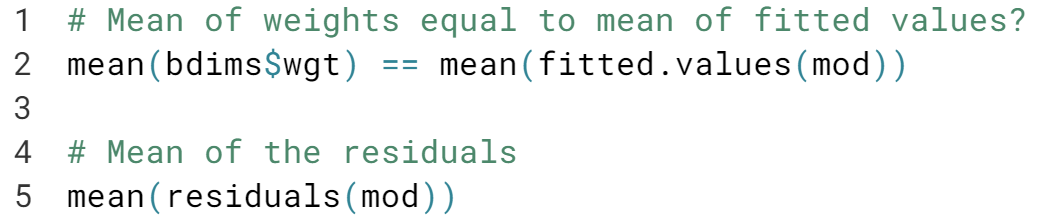 1 # Mean of weights equal to mean of fitted values?
2 mean(bdims$wgt) == mean(fitted.values(mod))
3
4 # Mean of the residuals
5 mean(residuals(mod))